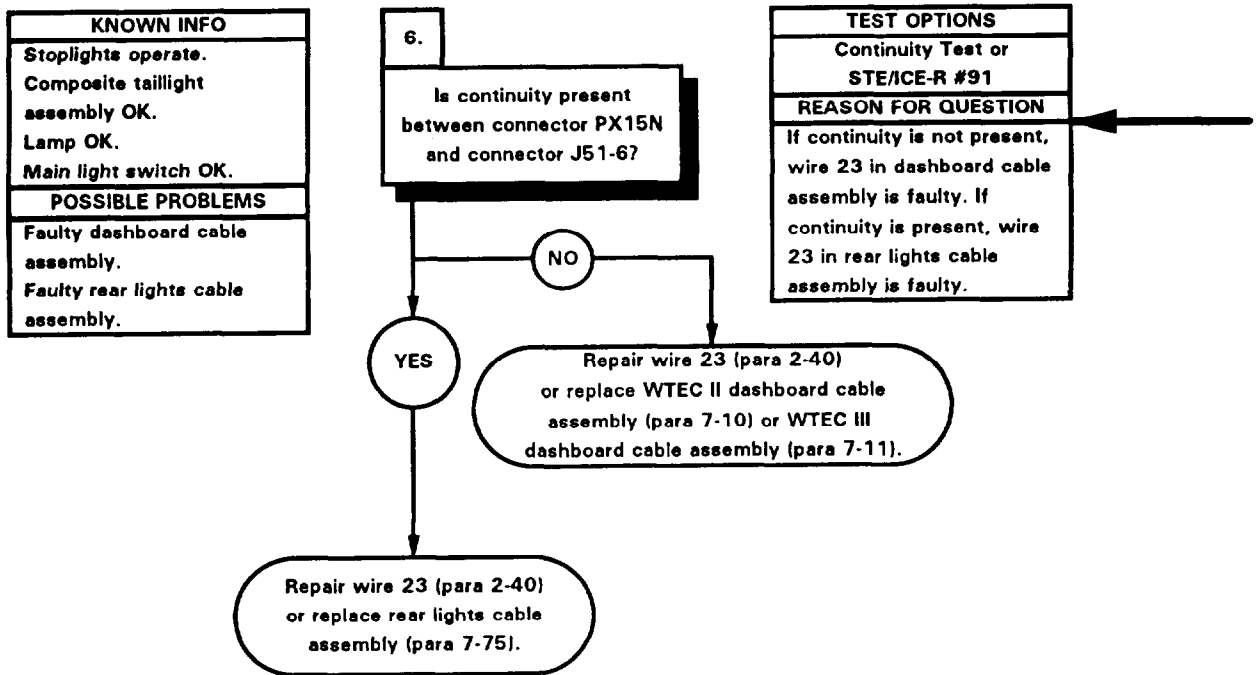 KNOWN INFO
Stoplights operate.
Composite taillight
assembly OK.
Lamp OK.
Main light switch OK.
POSSIBLE PROBLEMS
Faulty dashboard cable
assembly.
Faulty rear lights cable
assembly.
6.
Is continuity present
between connector PX15N
and connector J51-6?
TEST OPTIONS
Continuity Test or
STE/ICE-R #91
REASON FOR QUESTION
If continuity is not present,
wire 23 in dashboard cable
assembly is faulty. If
continuity is present, wire
23 in rear lights cable
assembly is faulty.
NO
YES
Repair wire 23 (para 2-40)
or replace WTEC II dashboard cable
assembly (para 7-10) or WTEC III
dashboard cable assembly (para 7-11).
Repair wire 23 (para 2-40)
or replace rear lights cable
assembly (para 7-75).